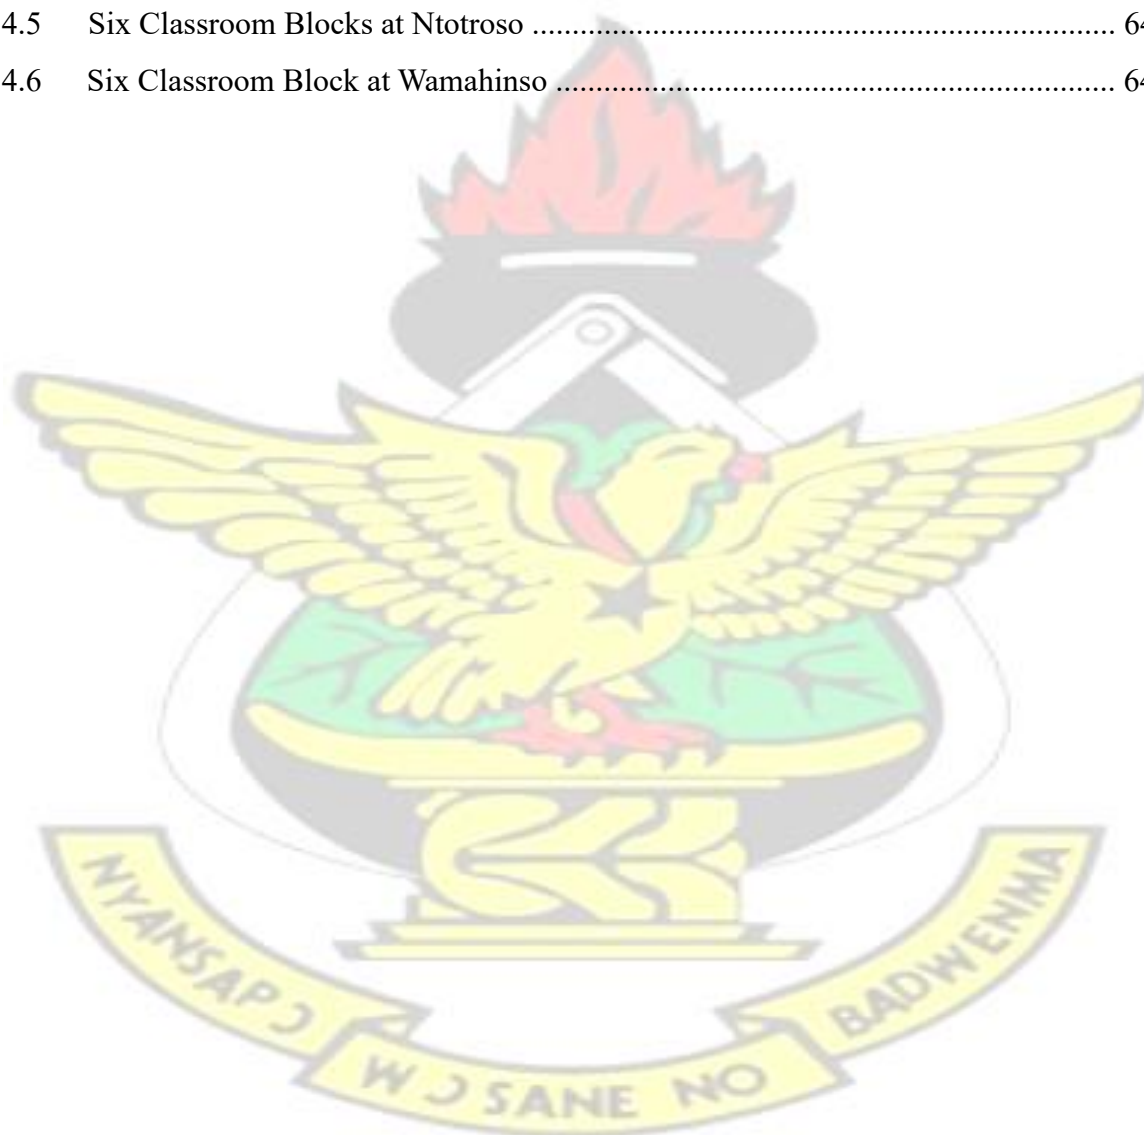 4.5 Six Classroom Blocks at Ntotroso .......................................................................... 64
4.6 Six Classroom Block at Wamahinso ....................................................................... 64
NYANSAPƆ
WƆSANE NO
BADWENMA